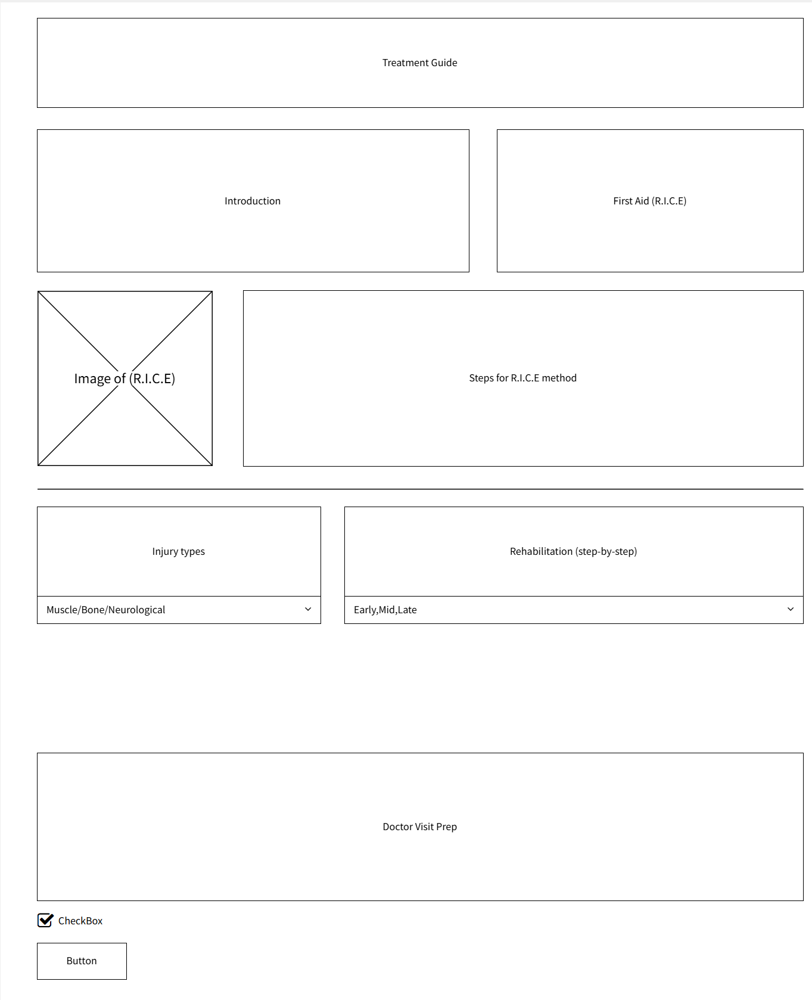 Treatment Guide
Introduction
First Aid (R.I.C.E)
Image of (R.I.C.E)
Steps for R.I.C.E method
Injury types
Rehabilitation (step-by-step)
Muscle/Bone/Neurological
Early,Mid,Late
Doctor Visit Prep
CheckBox
Button